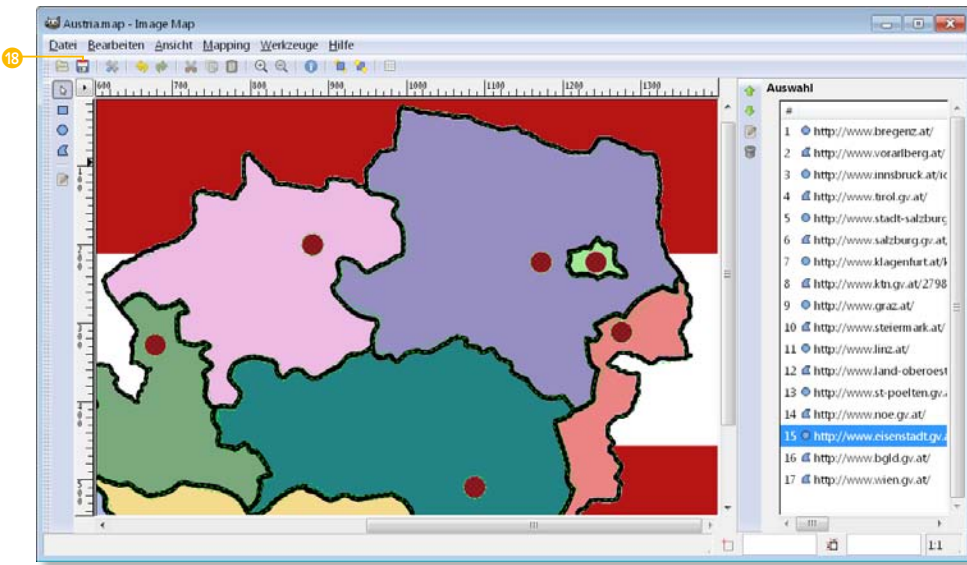 Austria.map - Image Map
Datei Bearbeiten Ansicht Mapping Werkzeuge Hilfe
18
600 700 800 900 1000 1100 1200 1300
Auswahl
#
1 http://www.bregenz.at/
2 http://www.vorarlberg.at/
3 http://www.innsbruck.at/io
4 http://www.tirol.gv.at/
5 http://www.stadt-salzburg
6 http://www.salzburg.gv.at,
7 http://www.klagenfurt.at/
8 http://www.ktn.gv.at/2798
9 http://www.graz.at/
10 http://www.steiermark.at/
11 http://www.linz.at/
12 http://www.land-oberoest
13 http://www.st-poelten.gv.
14 http://www.noe.gv.at/
15 http://www.eisenstadt.gv.
16 http://www.bgld.gv.at/
17 http://www.wien.gv.at/
100
200
300
400
500
1:1